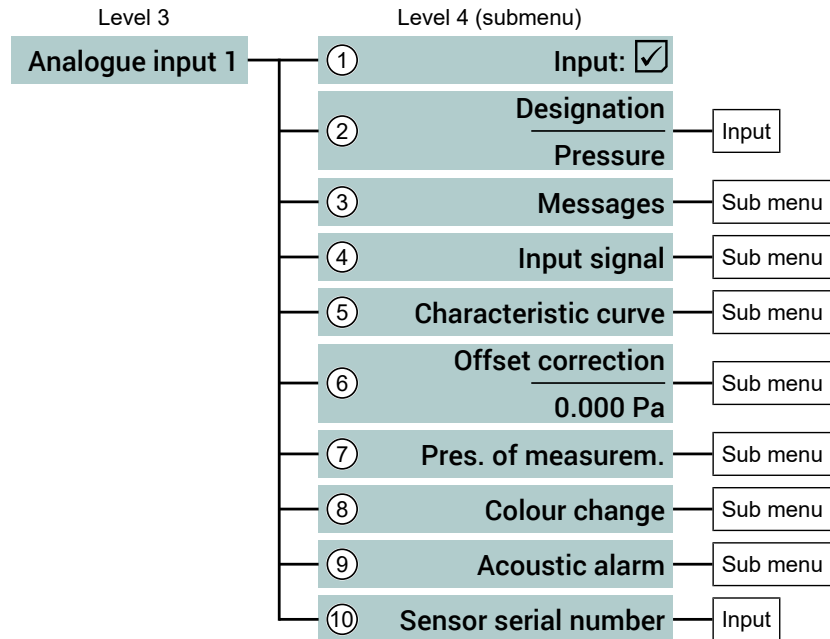 Level 3
Level 4 (submenu)
Analogue input 1
1
Input:
2
Designation
Pressure
Input
3
Messages
Sub menu
4
Input signal
Sub menu
5
Characteristic curve
Sub menu
6
Offset correction
0.000 Pa
Sub menu
7
Pres. of measurem.
Sub menu
8
Colour change
Sub menu
9
Acoustic alarm
Sub menu
10
Sensor serial number
Input